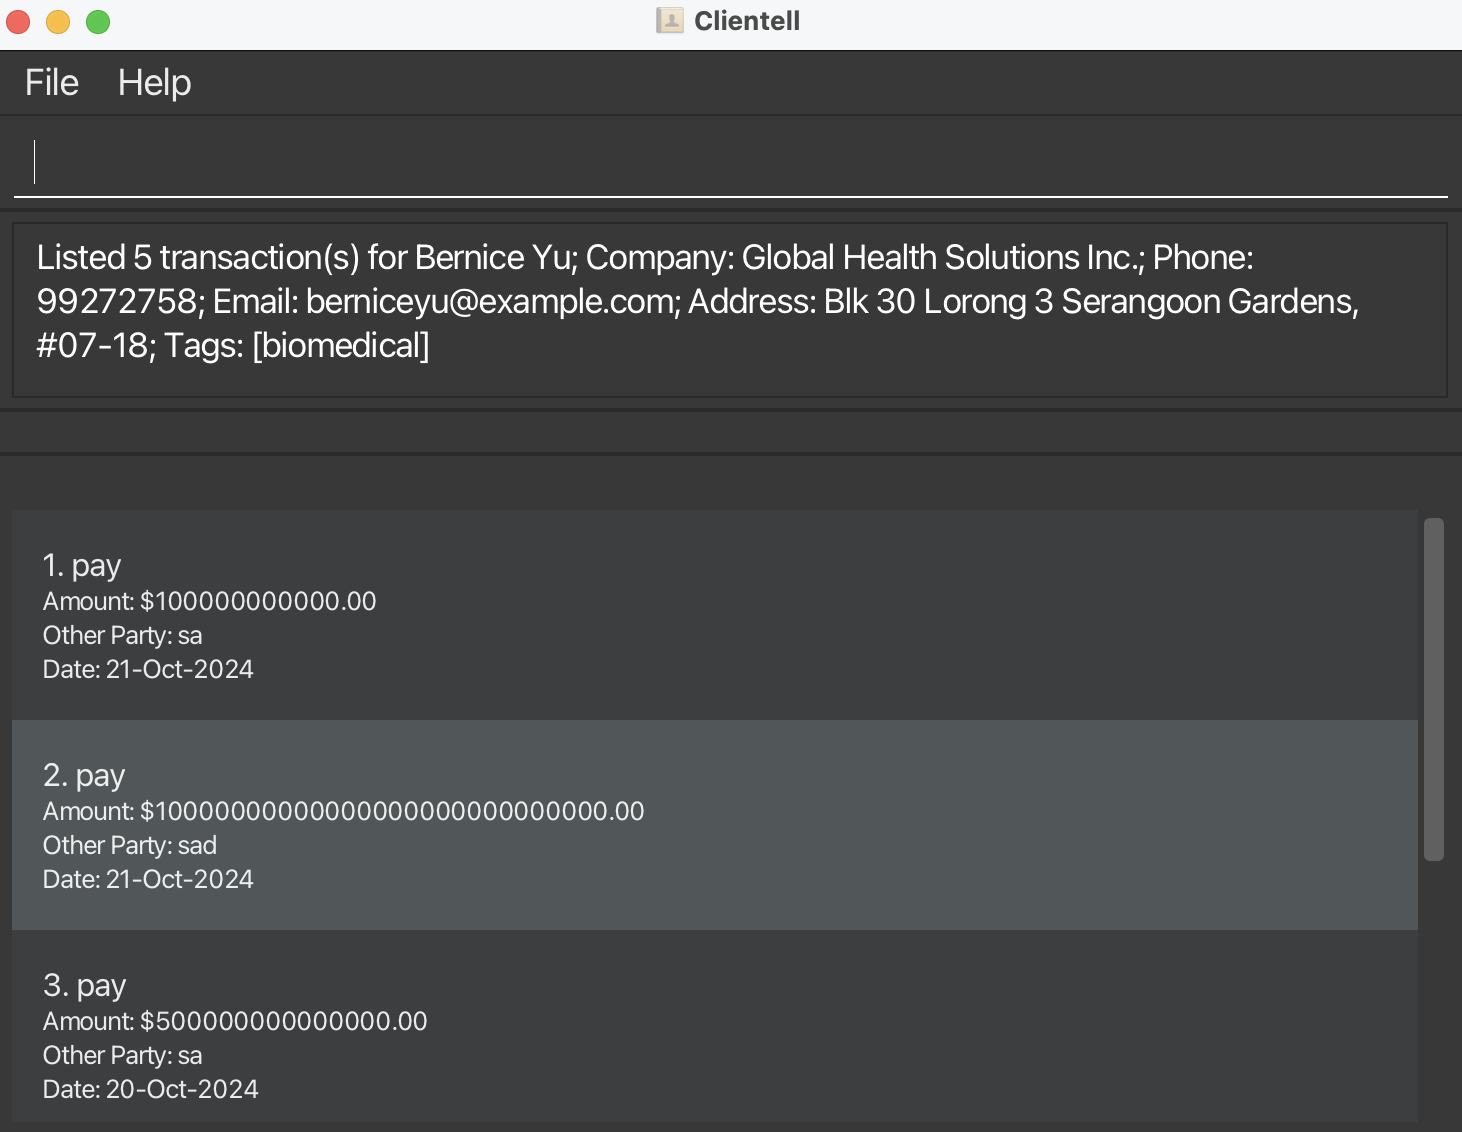 Clientell
File Help
Listed 5 transaction(s) for Bernice Yu; Company: Global Health Solutions Inc.; Phone:
99272758; Email: berniceyu@example.com; Address: Blk 30 Lorong 3 Serangoon Gardens,
#07-18; Tags: [biomedical]
1. pay
Amount: $100000000000.00
Other Party: sa
Date: 21-Oct-2024
2. pay
Amount: $10000000000000000000000000000.00
Other Party: sad
Date: 21-Oct-2024
3. pay
Amount: $500000000000000.00
Other Party: sa
Date: 20-Oct-2024